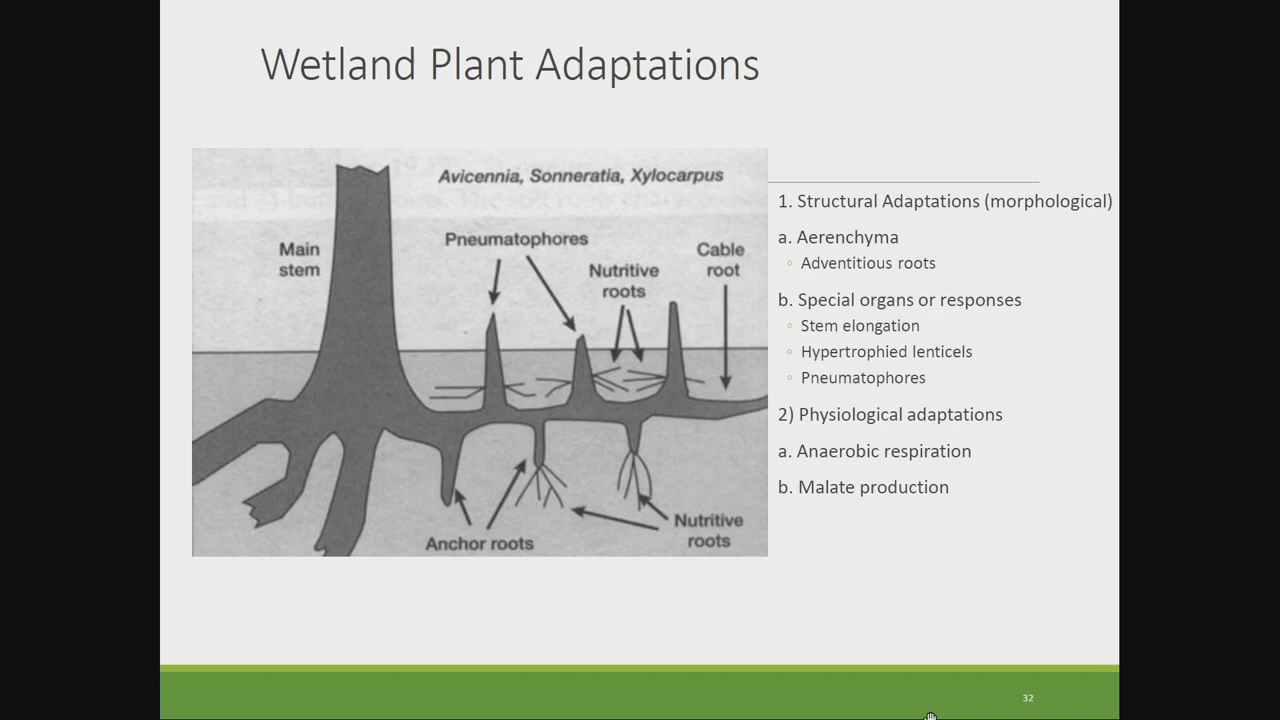 Wetland Plant Adaptations
Avicennia, Sonneratia, Xylocarpus
Main
stem
Pneumatophores
Nutritive
roots
Cable
root
Anchor roots
Nutritive
roots
1. Structural Adaptations (morphological)
a. Aerenchyma
◦ Adventitious roots
b. Special organs or responses
◦ Stem elongation
◦ Hypertrophied lenticels
◦ Pneumatophores
2) Physiological adaptations
a. Anaerobic respiration
b. Malate production
32